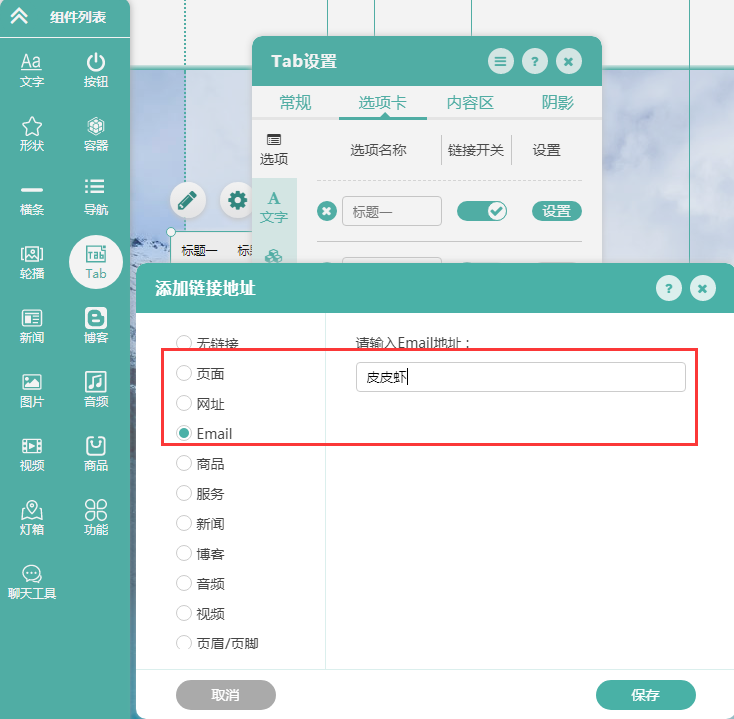 组件列表
Aa
文字
按钮
形状
容器
横条
导航
轮播
Tab
Tab
新闻
博客
图片
音频
视频
商品
灯箱
功能
聊天工具
标题一
标
Tab设置
?
常规
选项卡
内容区
阴影
选项
A
文字
选项名称
链接开关
设置
标题一
设置
添加链接地址
?
无链接
页面
网址
Email
商品
服务
新闻
博客
音频
视频
页眉/页脚
请输入Email地址：
皮皮虾
取消
保存